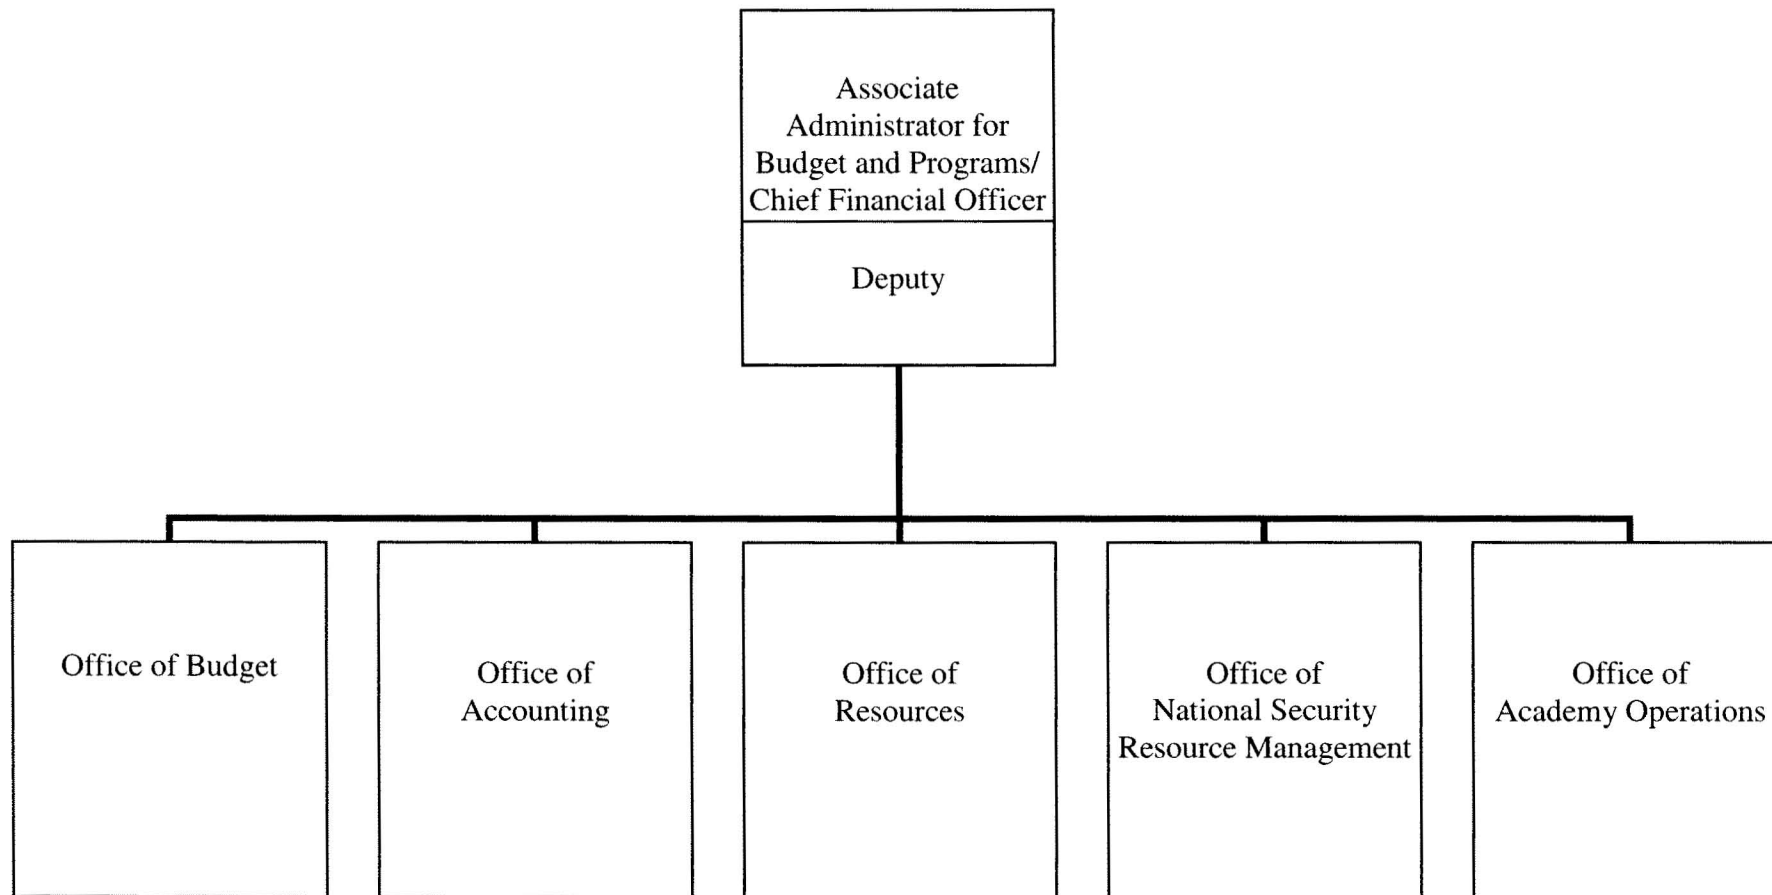 Associate
Administrator for
Budget and Programs/
Chief Financial Officer
Deputy
Office of Budget
Office of
Accounting
Office of
Resources
Office of
National Security
Resource Management
Office of
Academy Operations